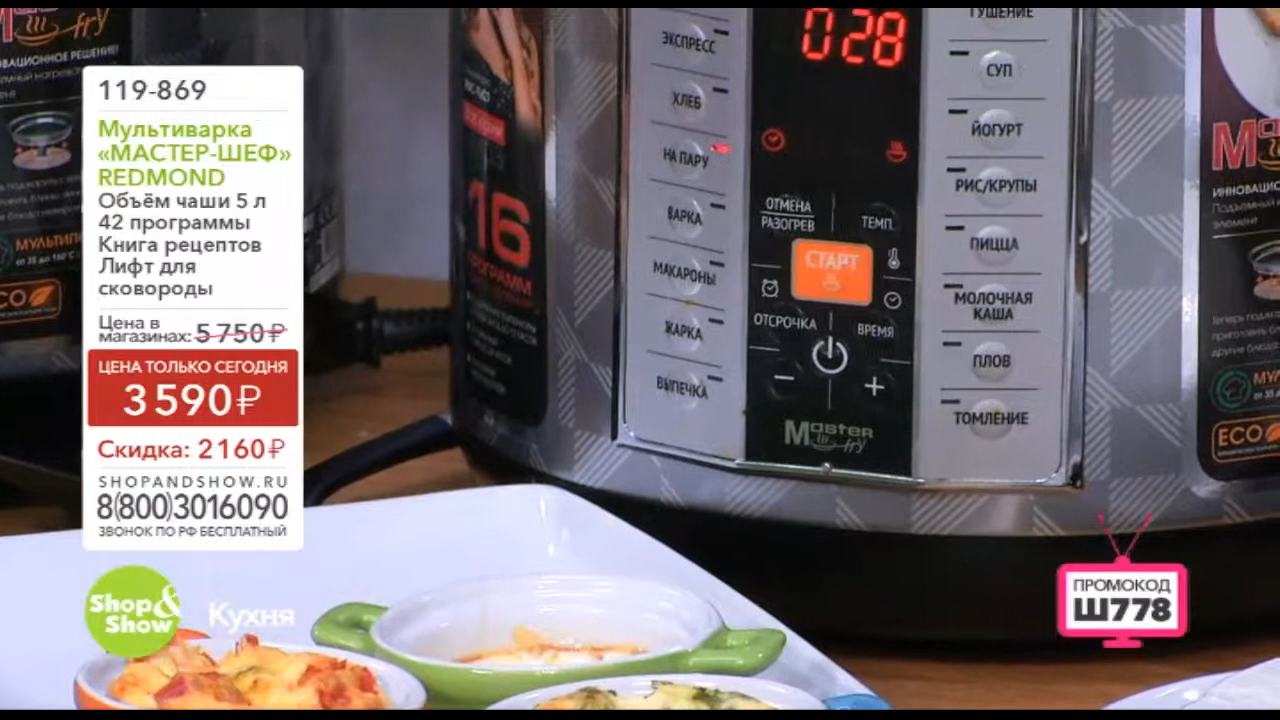 119-869
Мультиварка
«МАСТЕР-ШЕФ»
REDMOND
Объём чаши 5 л
42 программы
Книга рецептов
Лифт для
сковороды
Цена в
магазинах: 5 750 ₽
ЦЕНА ТОЛЬКО СЕГОДНЯ
3 590 ₽
Скидка: 2 160 ₽
SHOPANDSHOW.RU
8(800)3016090
ЗВОНОК ПО РФ БЕСПЛАТНЫЙ
Shop&
Show
Кухня
fry
16
ПРОГРАММ
ЭКСПРЕСС
ХЛЕБ
НА ПАРУ
ВАРКА
МАКАРОНЫ
ЖАРКА
ВЫПЕЧКА
028
ОТМЕНА
РАЗОГРЕВ
ТЕМП.
СТАРТ
ОТСРОЧКА
ВРЕМЯ
− +
Master
fry
ТУШЕНИЕ
СУП
ЙОГУРТ
РИС/КРУПЫ
ПИЦЦА
МОЛОЧНАЯ
КАША
ПЛОВ
ТОМЛЕНИЕ
ECO
ПРОМОКОД
Ш778